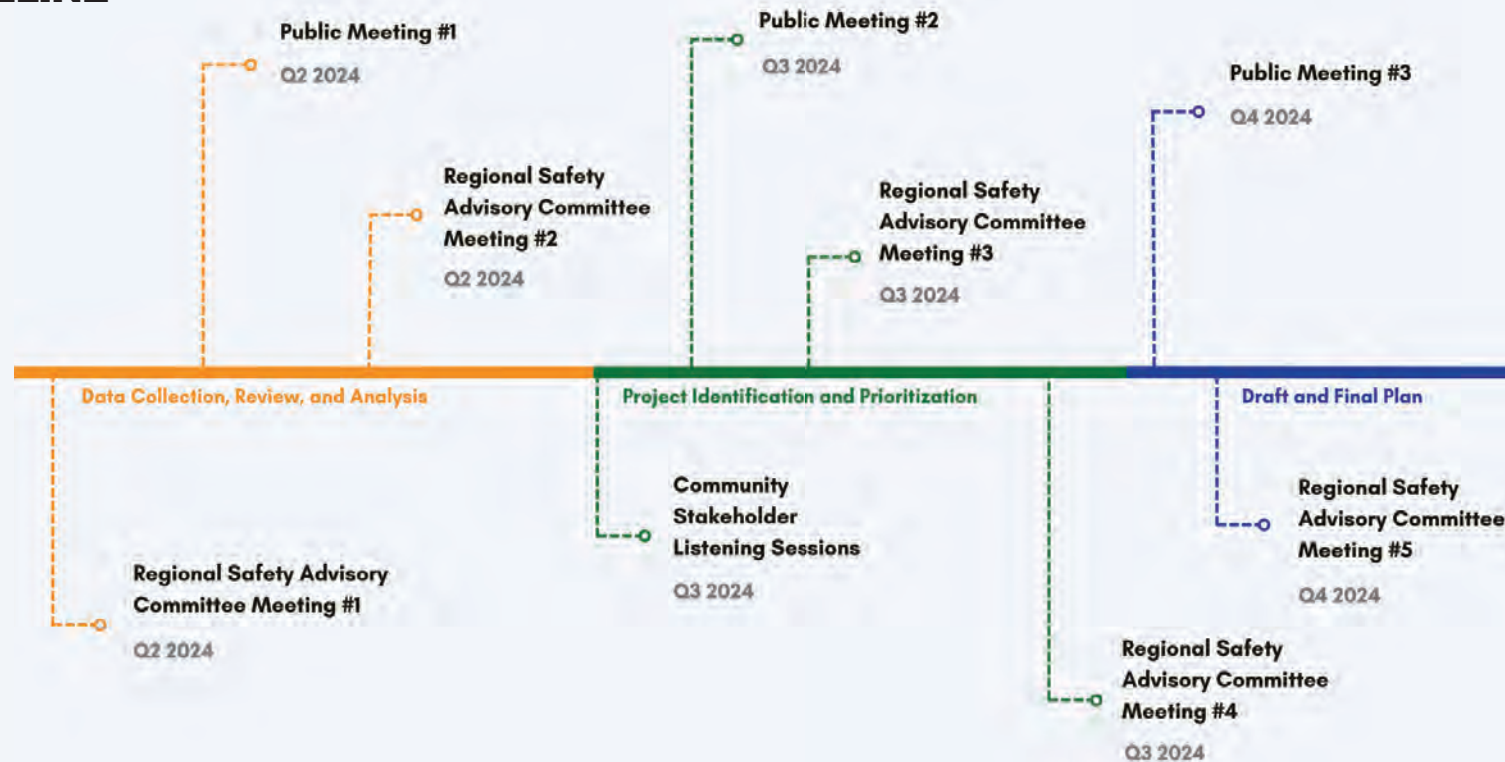 Public Meeting #1
Q2 2024
Public Meeting #2
Q3 2024
Public Meeting #3
Q4 2024
Regional Safety
Advisory Committee
Meeting #2
Q2 2024
Regional Safety
Advisory Committee
Meeting #3
Q3 2024
Data Collection, Review, and Analysis
Project Identification and Prioritization
Draft and Final Plan
Regional Safety Advisory
Committee Meeting #1
Q2 2024
Community
Stakeholder
Listening Sessions
Q3 2024
Regional Safety
Advisory Committee
Meeting #5
Q4 2024
Regional Safety
Advisory Committee
Meeting #4
Q3 2024